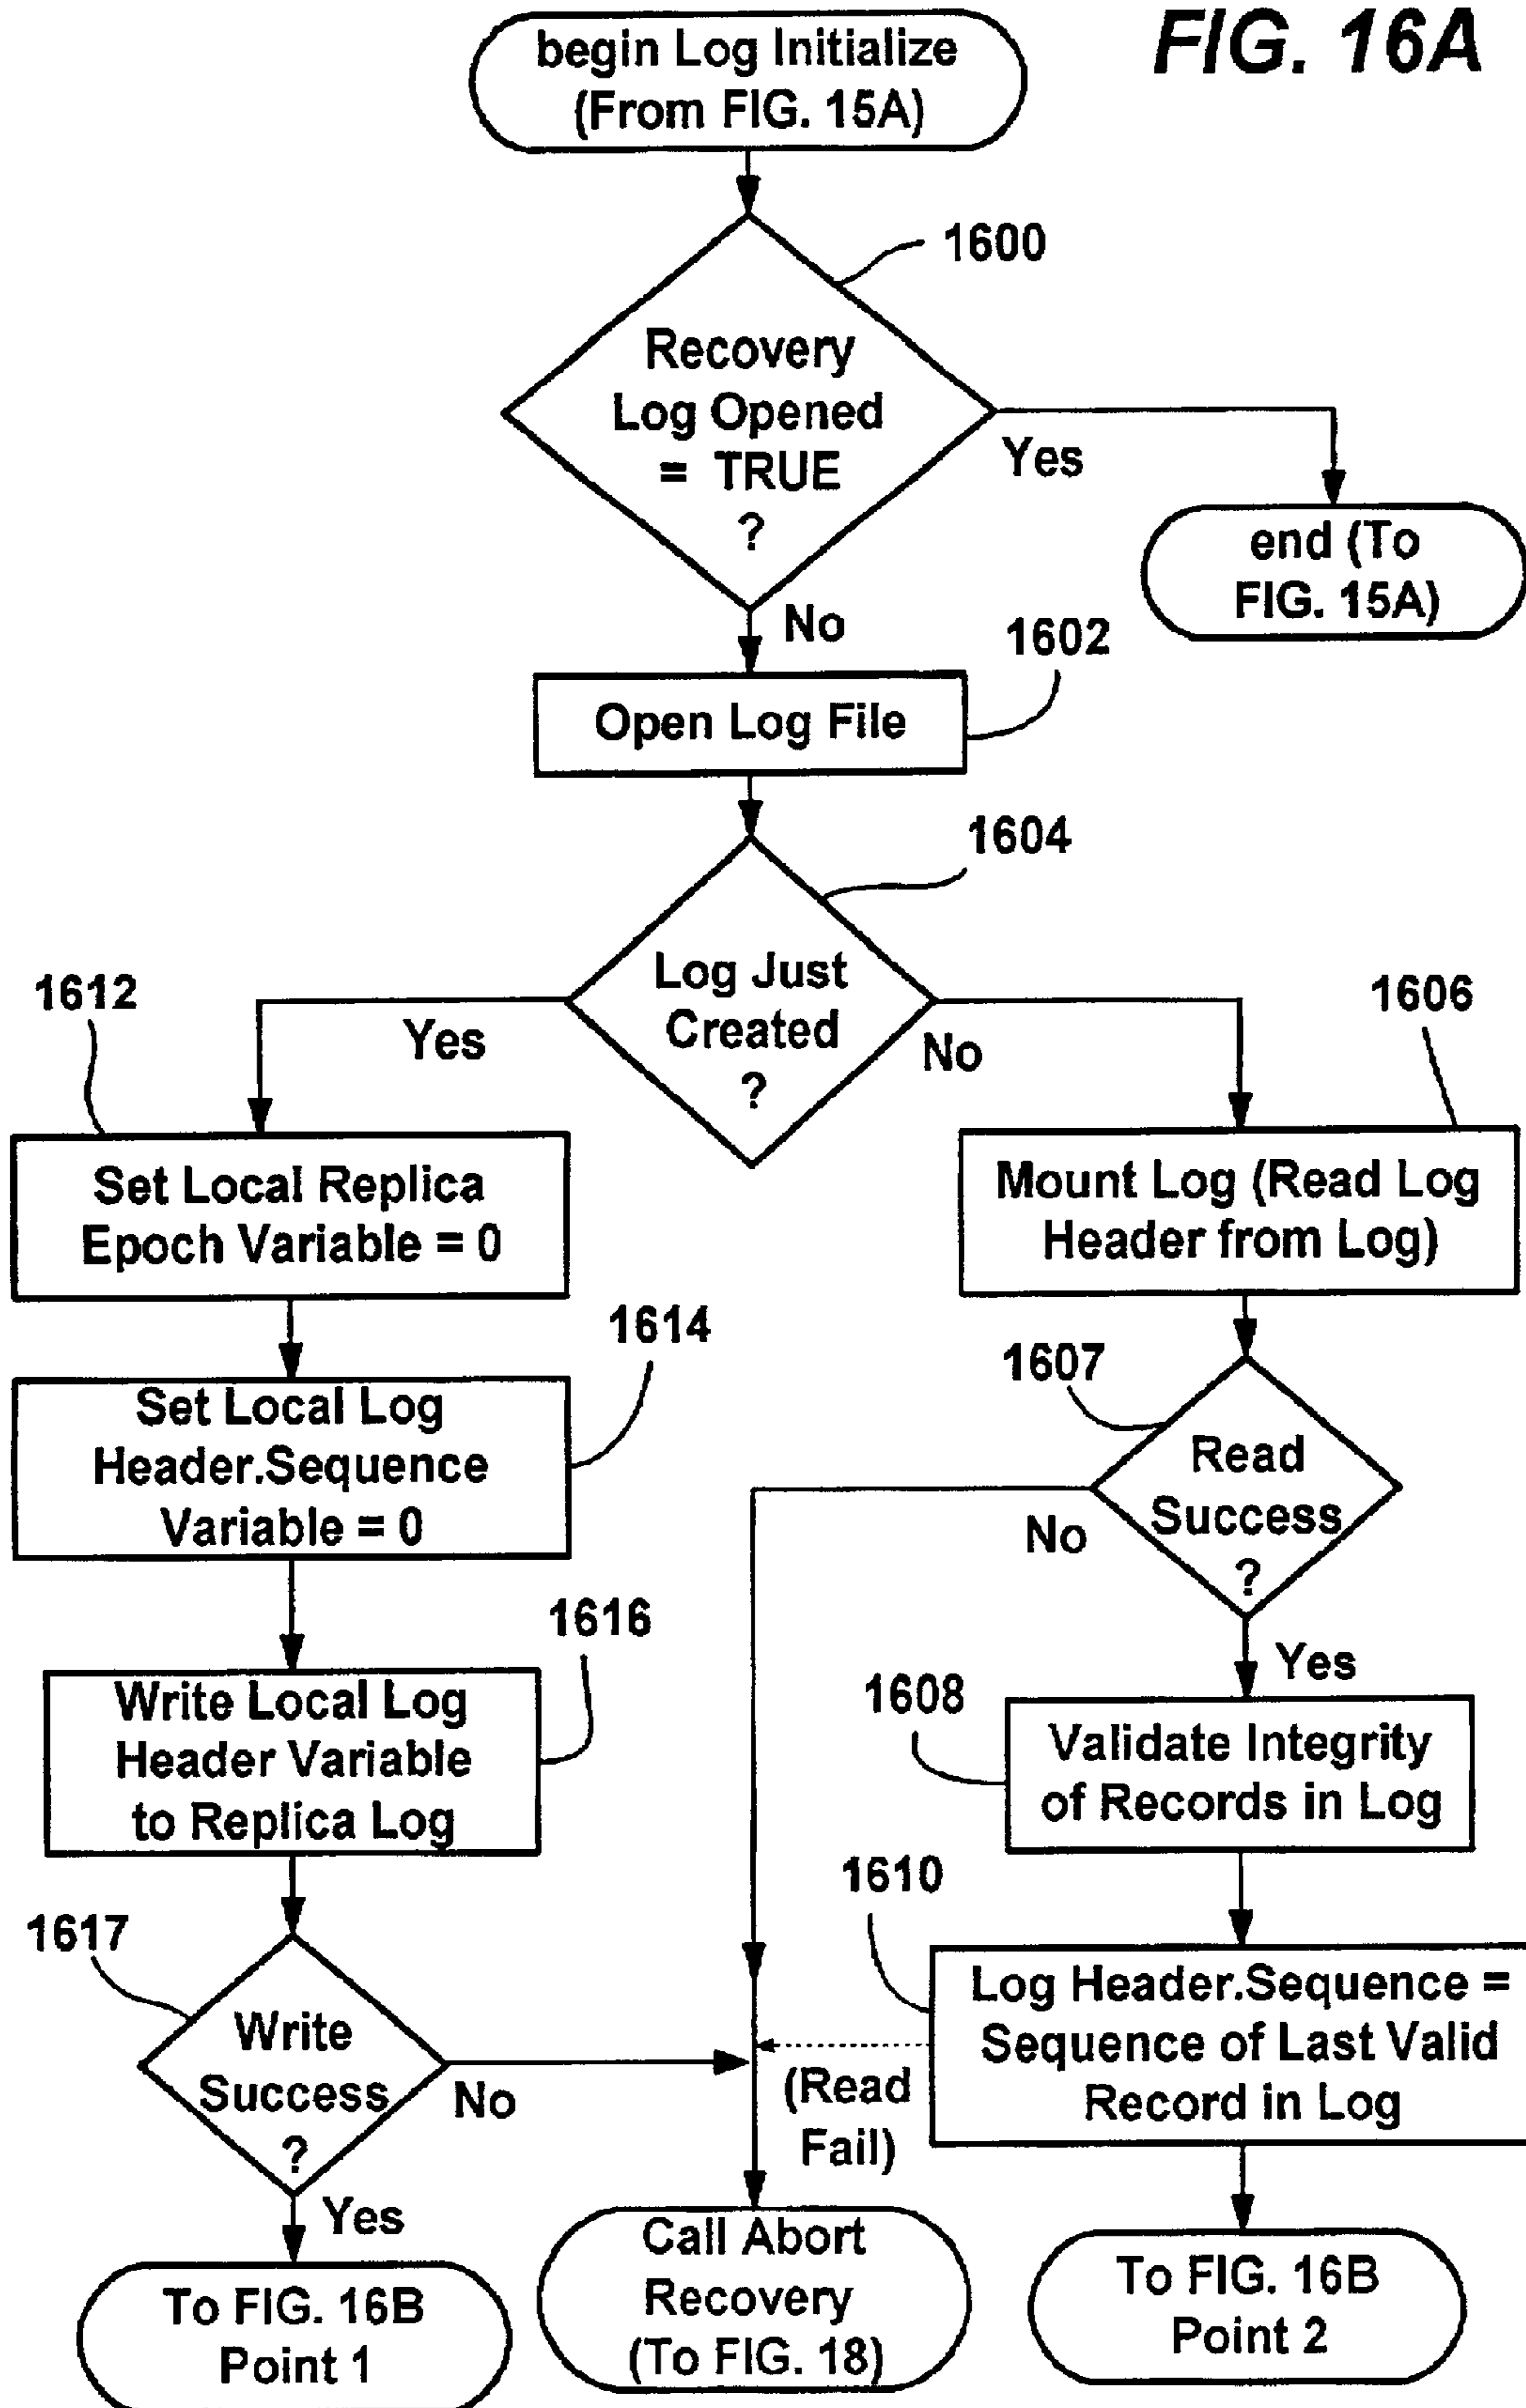 FIG. 16A
begin Log Initialize
(From FIG. 15A)
1600
Recovery
Log Opened
= TRUE
?
Yes
end (To
FIG. 15A)
No
1602
Open Log File
1604
Log Just
Created
?
Yes
No
1612
1606
Set Local Replica
Epoch Variable = 0
Mount Log (Read Log
Header from Log)
1614
1607
Set Local Log
Header.Sequence
Variable = 0
Read
Success
?
No
Yes
1616
1608
Write Local Log
Header Variable
to Replica Log
Validate Integrity
of Records in Log
1610
1617
Log Header.Sequence =
Sequence of Last Valid
Record in Log
Write
Success
?
No
(Read
Fail)
Yes
To FIG. 16B
Point 1
Call Abort
Recovery
(To FIG. 18)
To FIG. 16B
Point 2